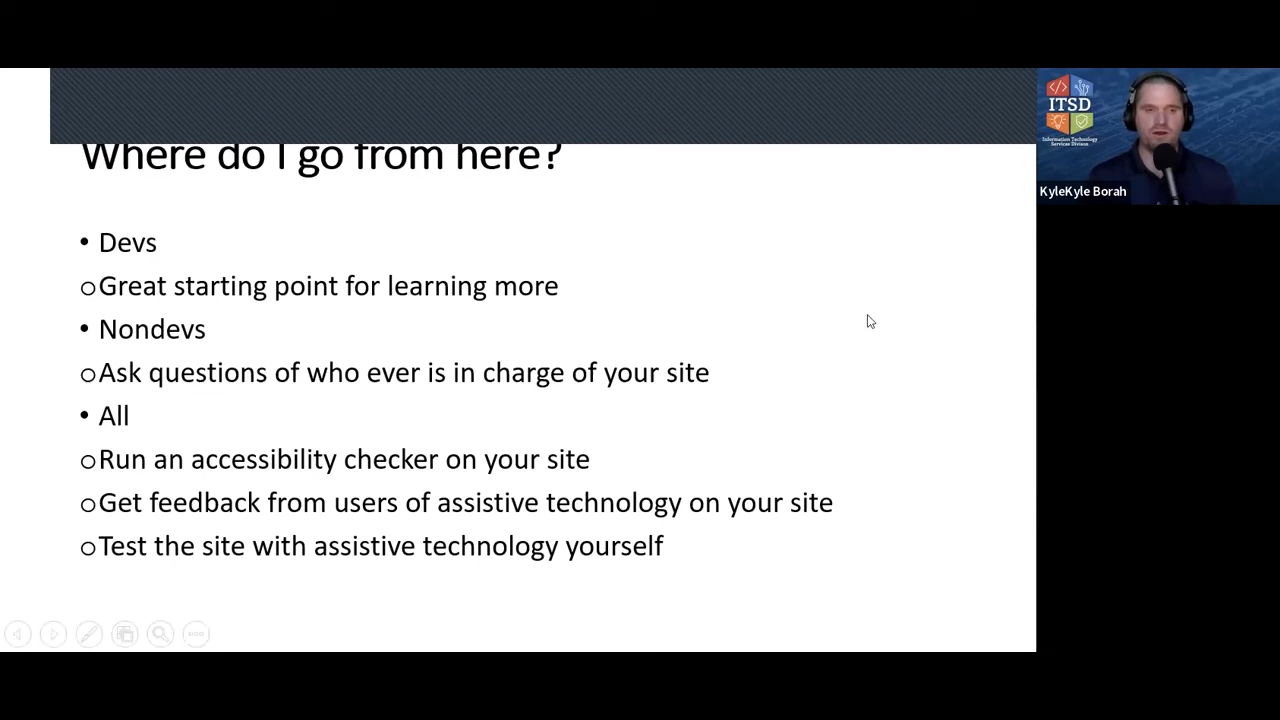 Where do I go from here?
• Devs
oGreat starting point for learning more
• Nondevs
oAsk questions of who ever is in charge of your site
• All
oRun an accessibility checker on your site
oGet feedback from users of assistive technology on your site
oTest the site with assistive technology yourself
</>
ITSD
Information Technology
Services Division
KyleKyle Borah